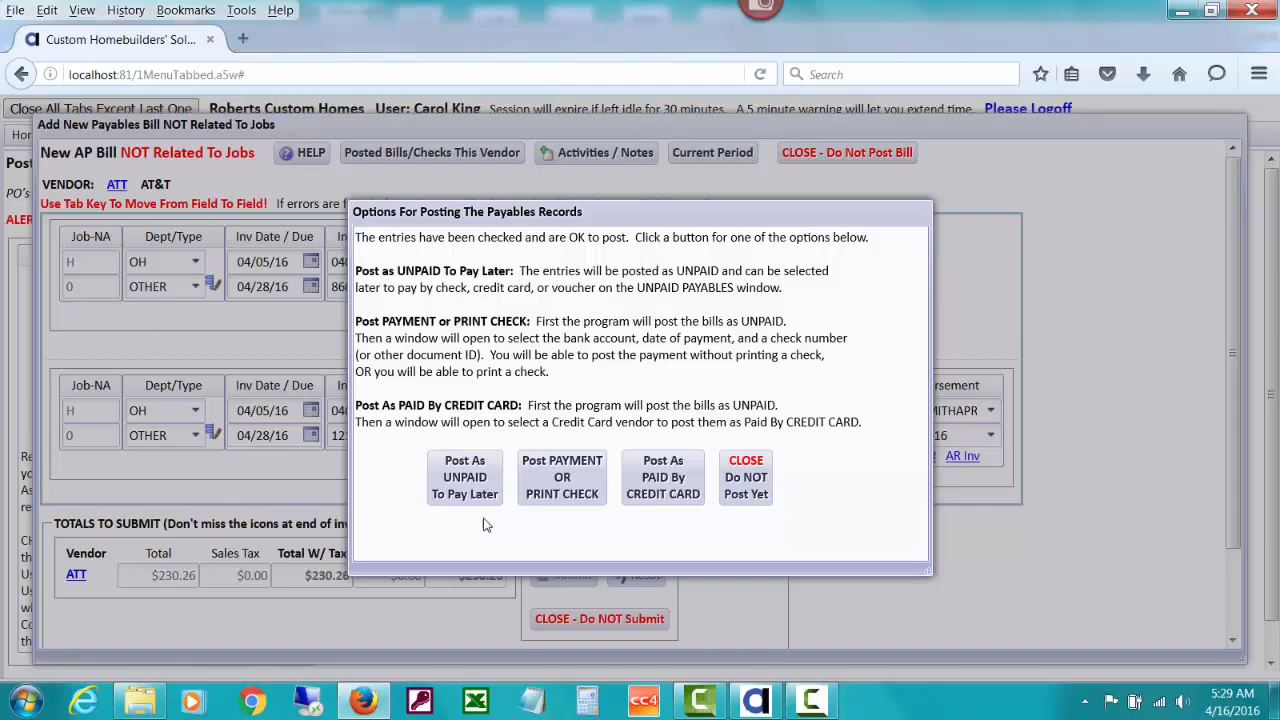 File Edit View History Bookmarks Tools Help
Custom Homebuilders' Sol... × +
localhost:81/1MenuTabbed.a5w#
Search
Close All Tabs Except Last One Roberts Custom Homes User: Carol King Session will expire if left idle for 30 minutes. A 5 minute warning will let you extend time. Please Logoff
Add New Payables Bill NOT Related To Jobs
New AP Bill NOT Related To Jobs HELP Posted Bills/Checks This Vendor Activities / Notes Current Period CLOSE - Do Not Post Bill
VENDOR: ATT AT&T
Use Tab Key To Move From Field To Field! If errors are
Job-NA Dept/Type Inv Date / Due
H OH 04/05/16
0 OTHER 04/28/16
Job-NA Dept/Type Inv Date / Due
H OH 04/05/16
0 OTHER 04/28/16
AR Inv
TOTALS TO SUBMIT (Don't miss the icons at end of
Vendor Total Sales Tax Total W/ Tax
ATT $230.26 $0.00 $230.26
CLOSE - Do NOT Submit
Options For Posting The Payables Records
The entries have been checked and are OK to post. Click a button for one of the options below.
Post as UNPAID To Pay Later: The entries will be posted as UNPAID and can be selected
later to pay by check, credit card, or voucher on the UNPAID PAYABLES window.
Post PAYMENT or PRINT CHECK: First the program will post the bills as UNPAID.
Then a window will open to select the bank account, date of payment, and a check number
(or other document ID). You will be able to post the payment without printing a check,
OR you will be able to print a check.
Post As PAID By CREDIT CARD: First the program will post the bills as UNPAID.
Then a window will open to select a Credit Card vendor to post them as Paid By CREDIT CARD.
Post As
UNPAID
To Pay Later
Post PAYMENT
OR
PRINT CHECK
Post As
PAID By
CREDIT CARD
CLOSE
Do NOT
Post Yet
CC4
5:29 AM
4/16/2016